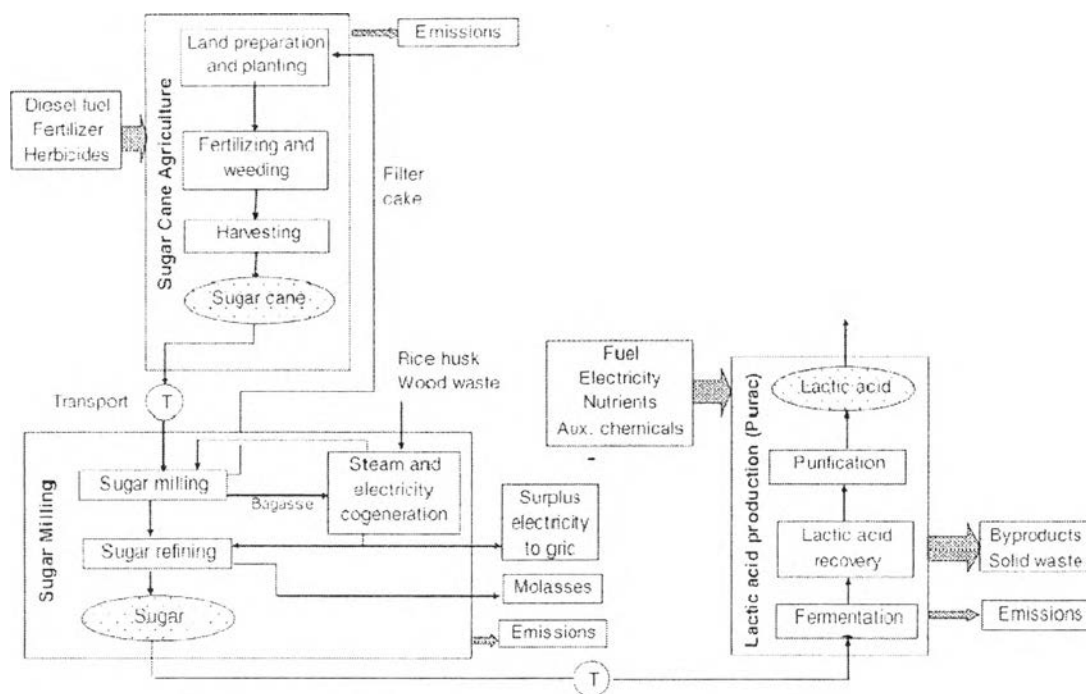 Emissions
Land preparation
and planting
Diesel fuel
Fertilizer
Herbicides
Sugar Cane Agriculture
Fertilizing and
weeding
Filter
cake
Harvesting
Sugar cane
Transport
T
Rice husk
Wood waste
Sugar Milling
Sugar milling
Bagasse
Steam and
electricity
cogeneration
Surplus
electricity
to gric
Sugar refining
Molasses
Sugar
Emissions
T
Fuel
Electricity
Nutrients
Aux. chemicals
Lactic acid production (Purac)
Lactic acid
Purification
Lactic acid
recovery
Byproducts
Solid waste
Fermentation
Emissions